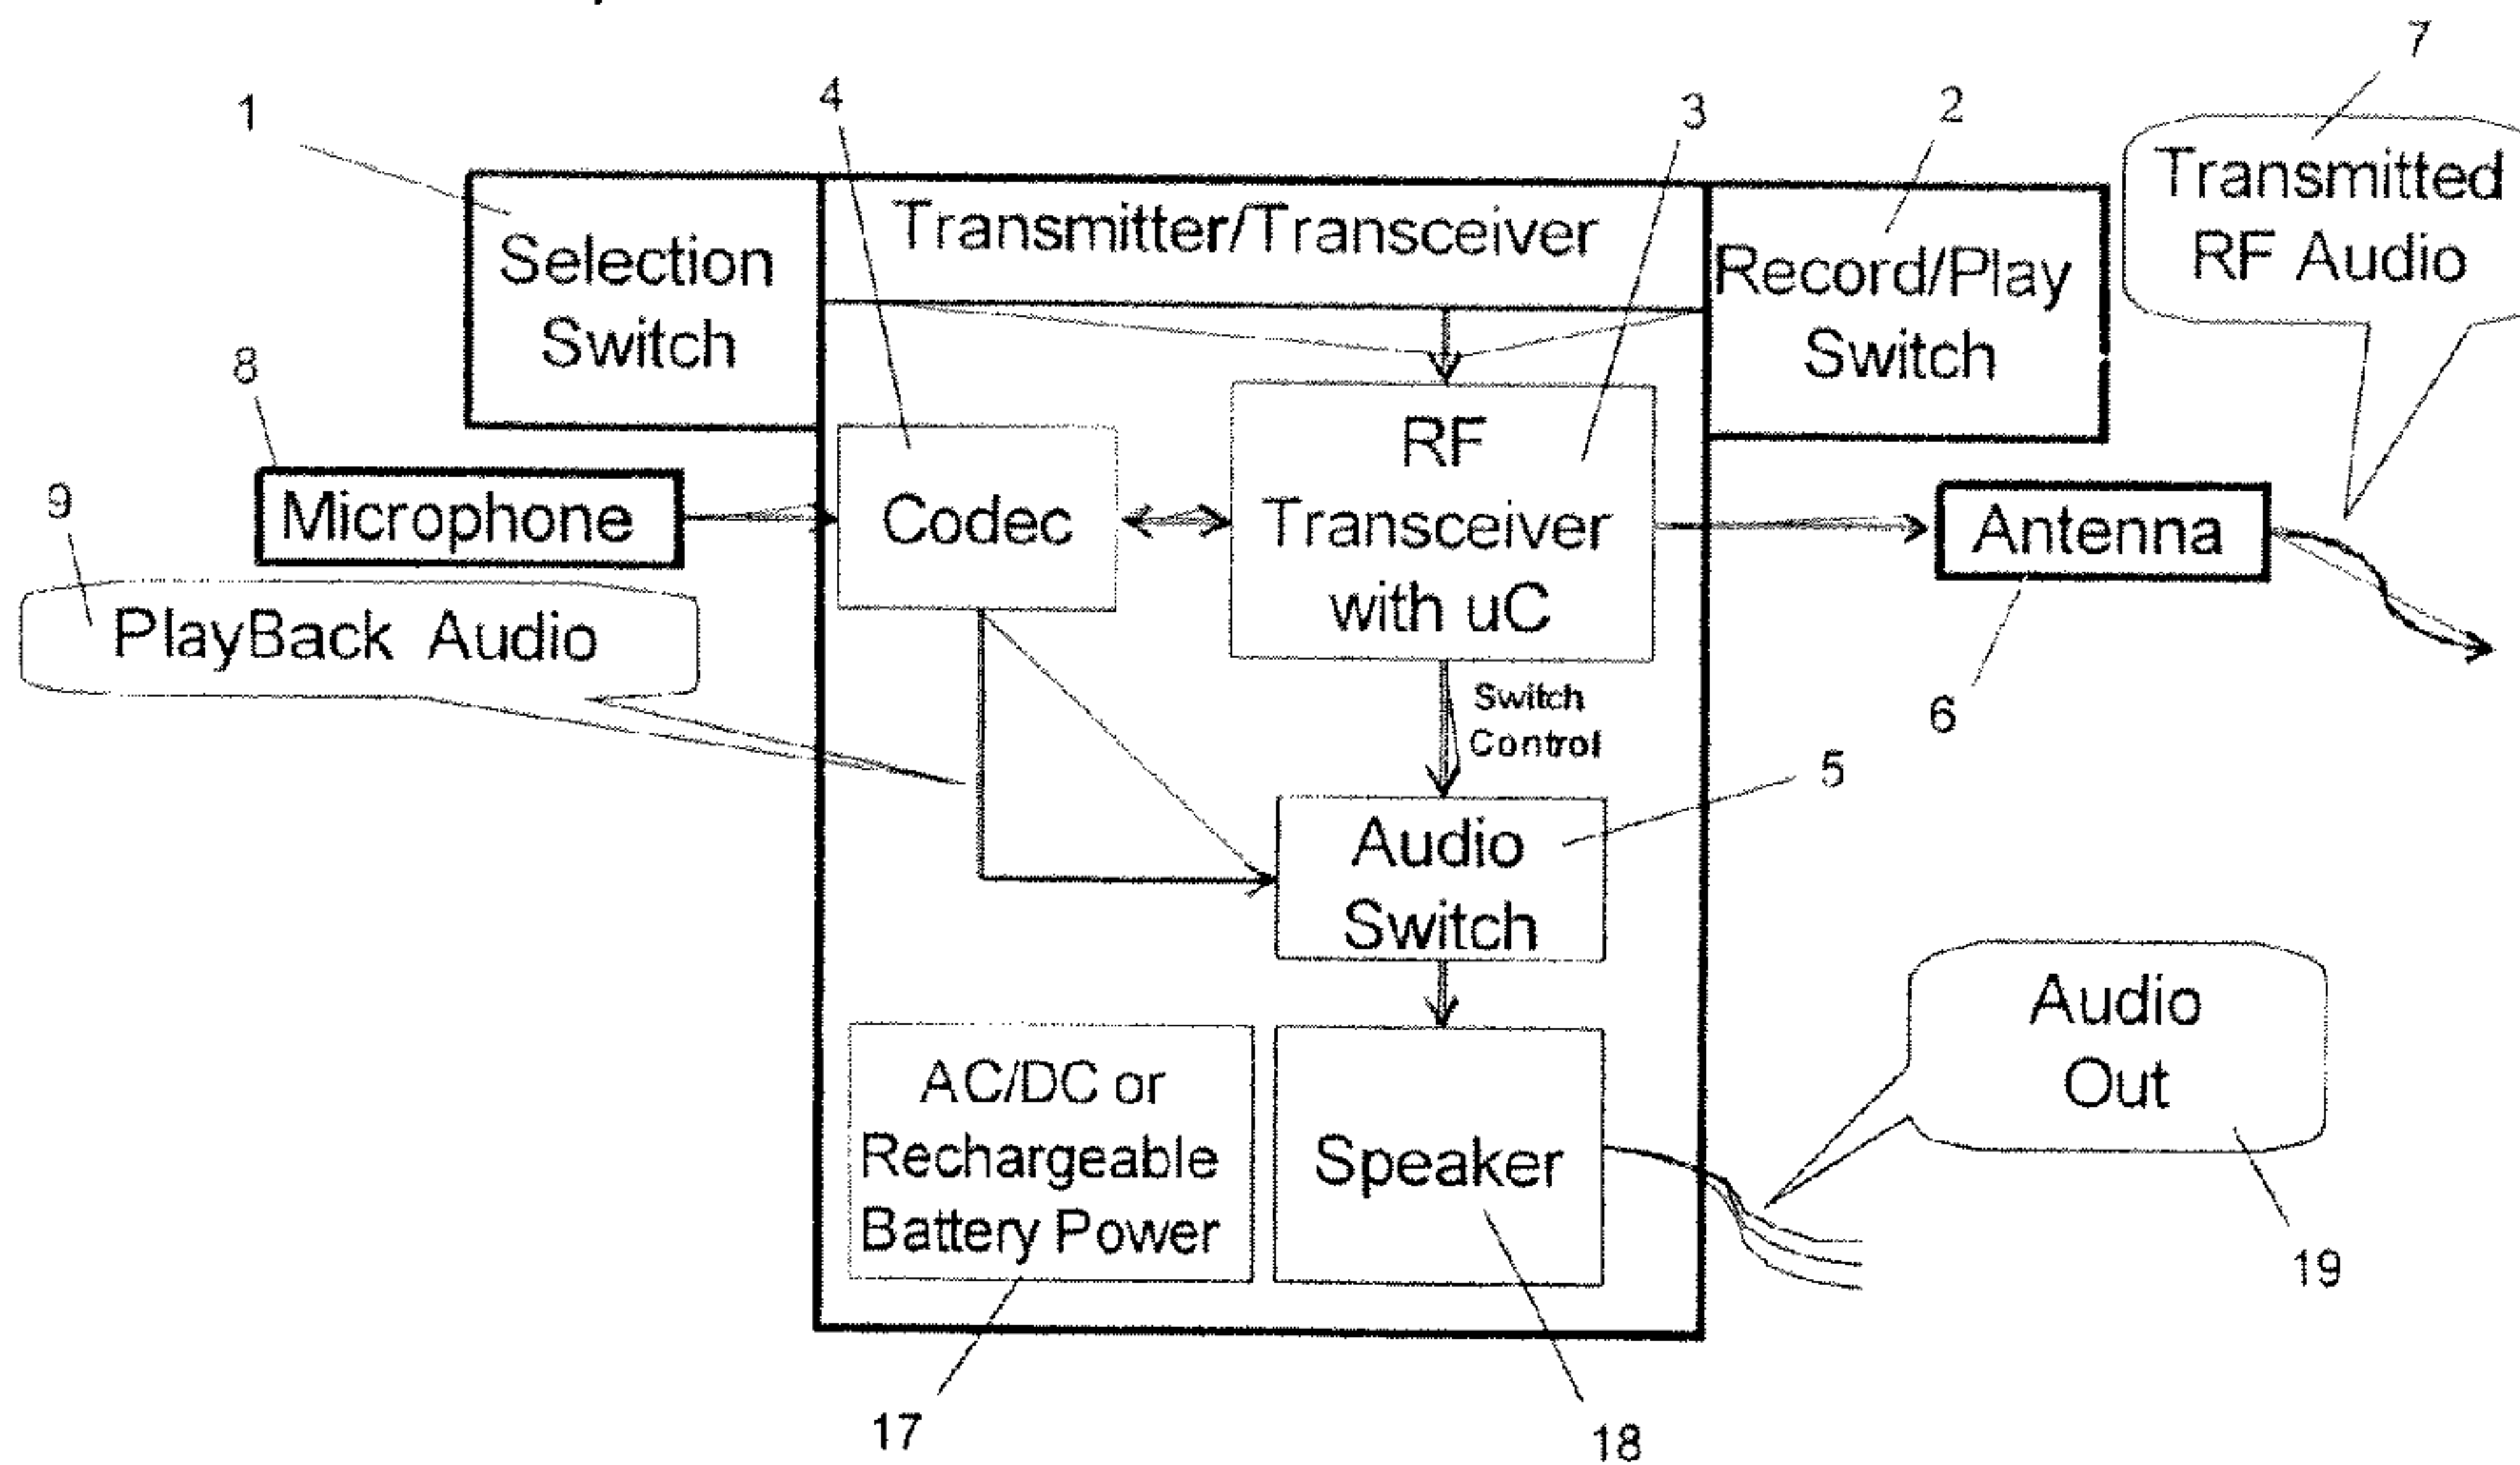 7
4
2
1
3
Transmitted
RF Audio
Transmitter/Transceiver
Selection
Switch
Record/Play
Switch
8
RF
Transceiver
with uC
9
Microphone
Codec
Antenna
PlayBack Audio
Switch
Control
6
5
Audio
Switch
Audio
Out
AC/DC or
Rechargeable
Battery Power
Speaker
19
17
18